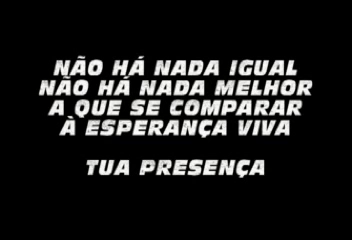 NÃO HÁ NADA IGUAL
NÃO HÁ NADA MELHOR
A QUE SE COMPARAR
À ESPERANÇA VIVA
TUA PRESENÇA